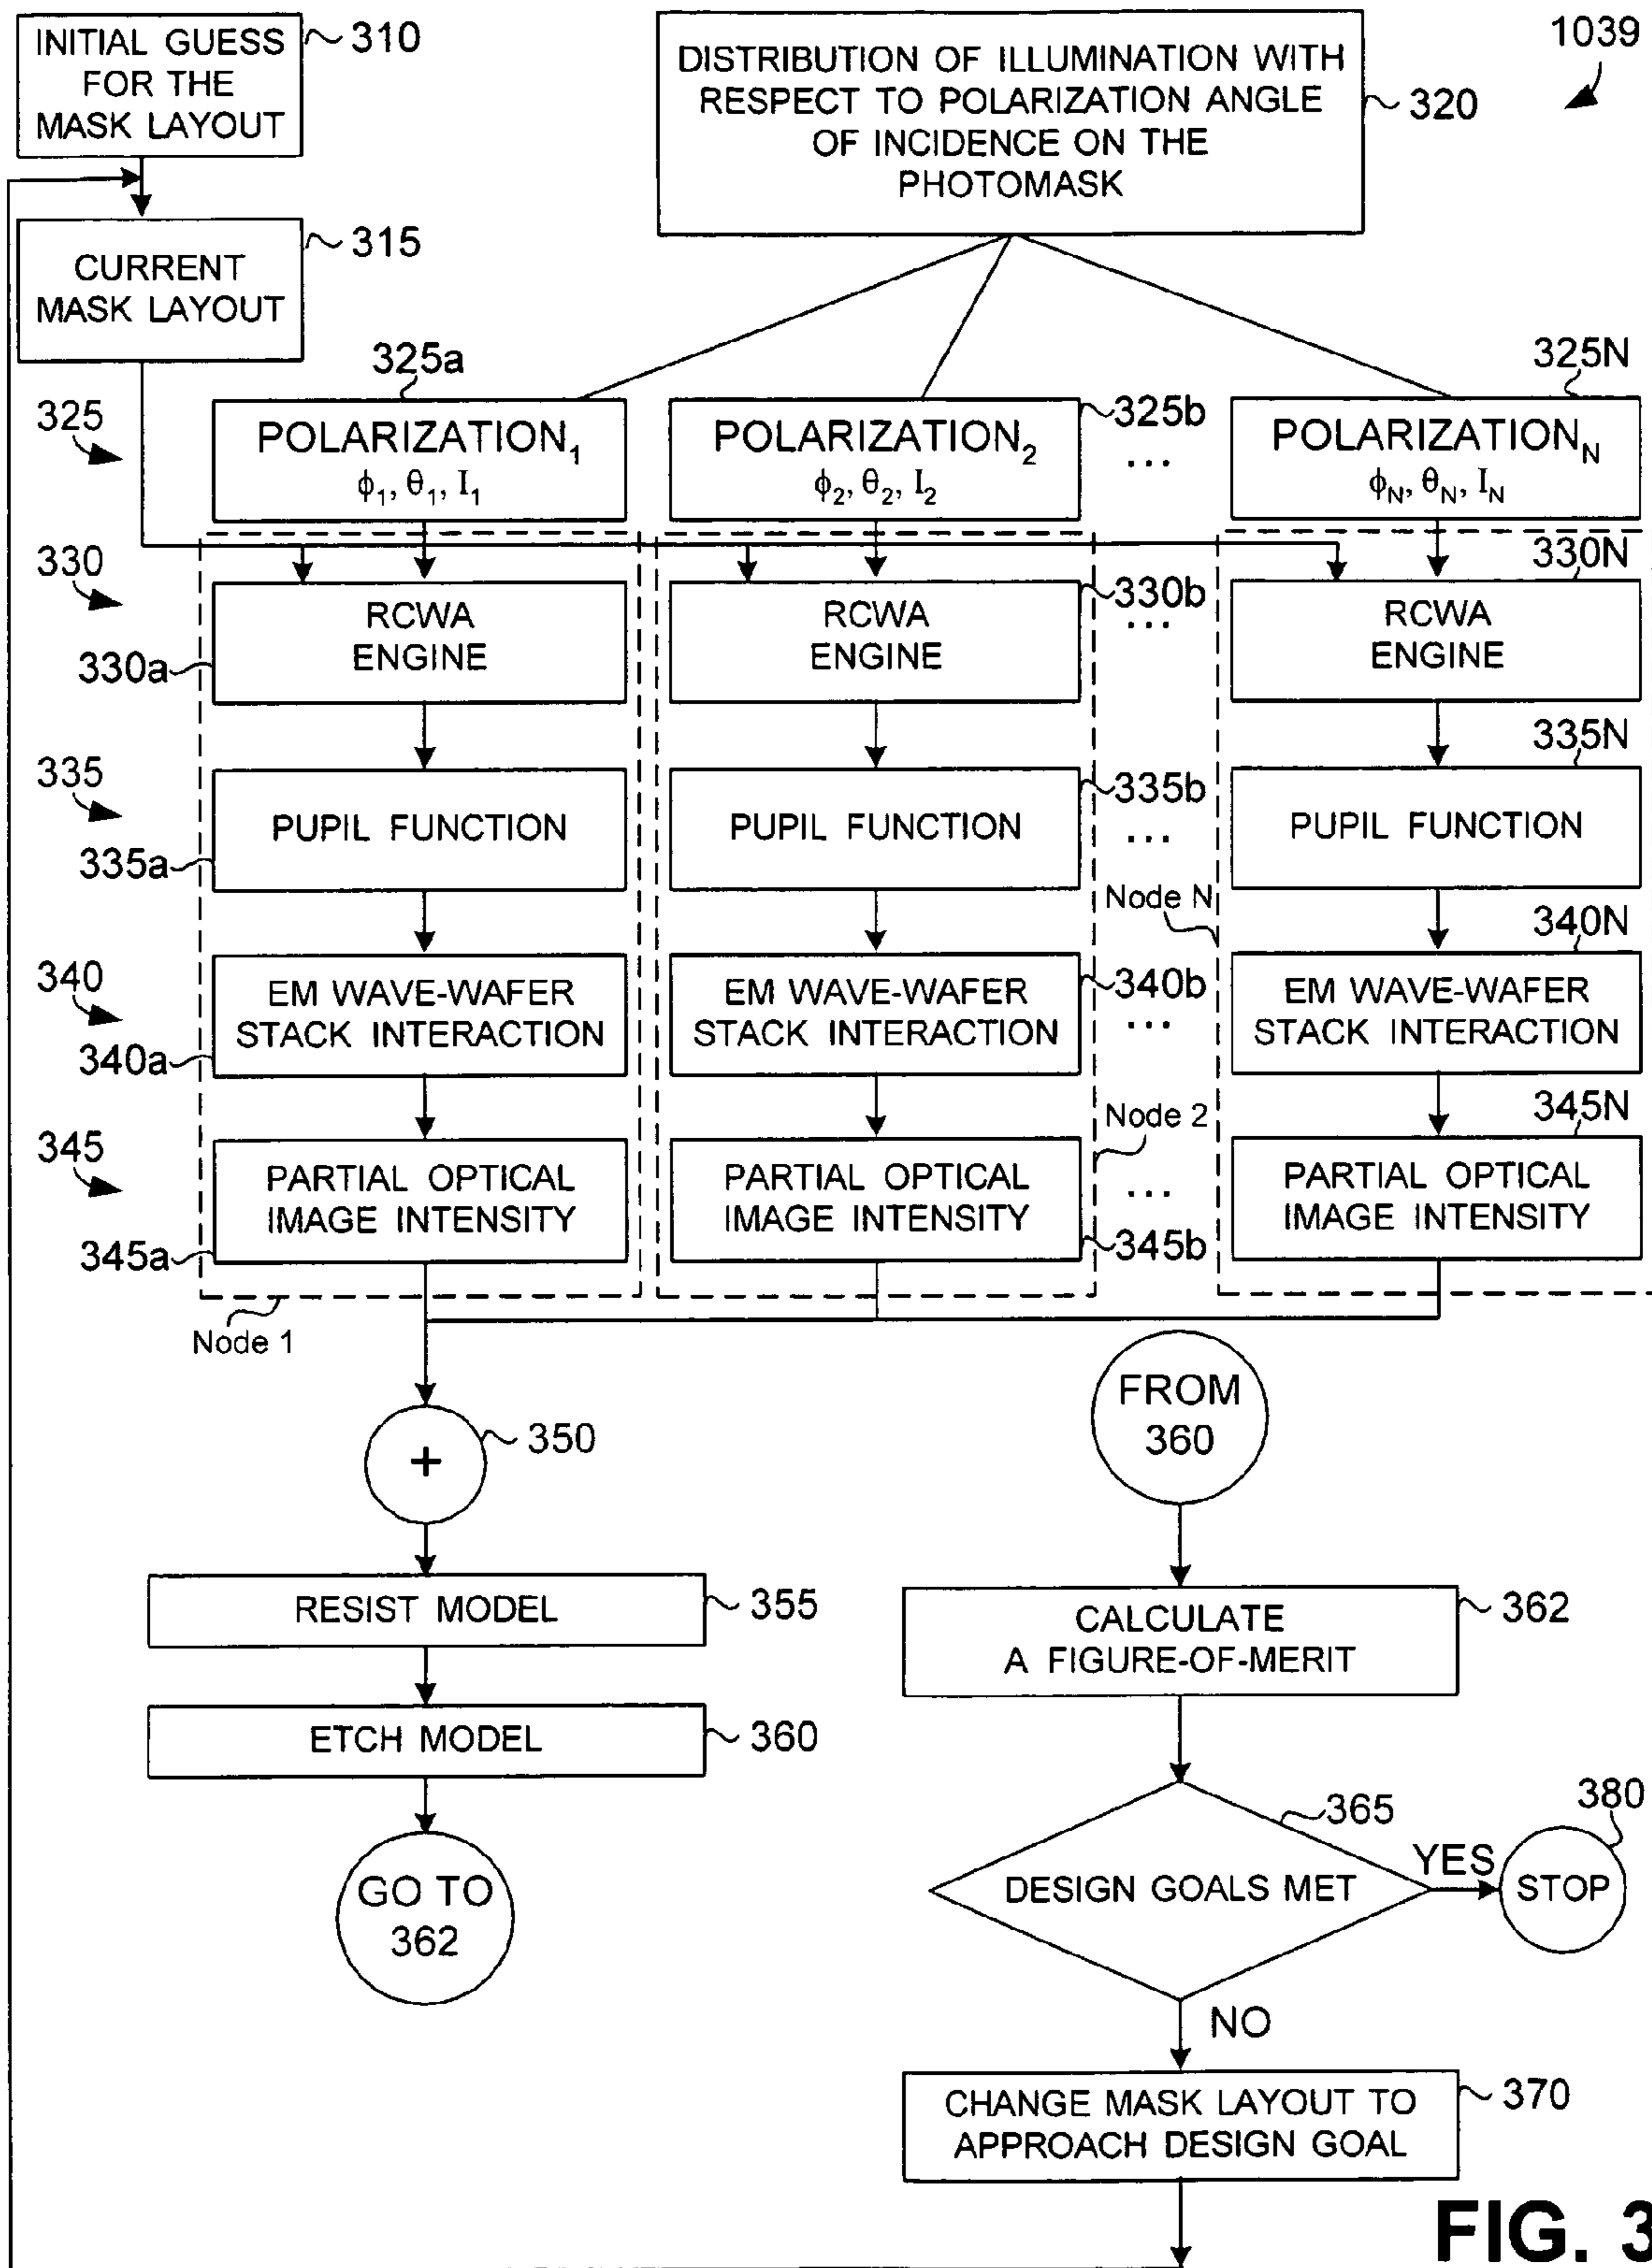 INITIAL GUESS
FOR THE
MASK LAYOUT
310
DISTRIBUTION OF ILLUMINATION WITH
RESPECT TO POLARIZATION ANGLE
OF INCIDENCE ON THE
PHOTOMASK
320
1039
CURRENT
MASK LAYOUT
315
325
325a
POLARIZATION₁
ϕ₁, θ₁, I₁
325b
POLARIZATION₂
ϕ₂, θ₂, I₂
...
325N
POLARIZATION_N
ϕ_N, θ_N, I_N
330
330a
RCWA
ENGINE
330b
RCWA
ENGINE
...
330N
RCWA
ENGINE
335
335a
PUPIL FUNCTION
335b
PUPIL FUNCTION
...
335N
PUPIL FUNCTION
Node N
340
340a
EM WAVE-WAFER
STACK INTERACTION
340b
EM WAVE-WAFER
STACK INTERACTION
...
340N
EM WAVE-WAFER
STACK INTERACTION
Node 2
345
345a
PARTIAL OPTICAL
IMAGE INTENSITY
345b
PARTIAL OPTICAL
IMAGE INTENSITY
...
345N
PARTIAL OPTICAL
IMAGE INTENSITY
Node 1
+
350
RESIST MODEL
355
ETCH MODEL
360
GO TO
362
FROM
360
CALCULATE
A FIGURE-OF-MERIT
362
DESIGN GOALS MET
365
YES
STOP
380
NO
CHANGE MASK LAYOUT TO
APPROACH DESIGN GOAL
370
FIG. 3